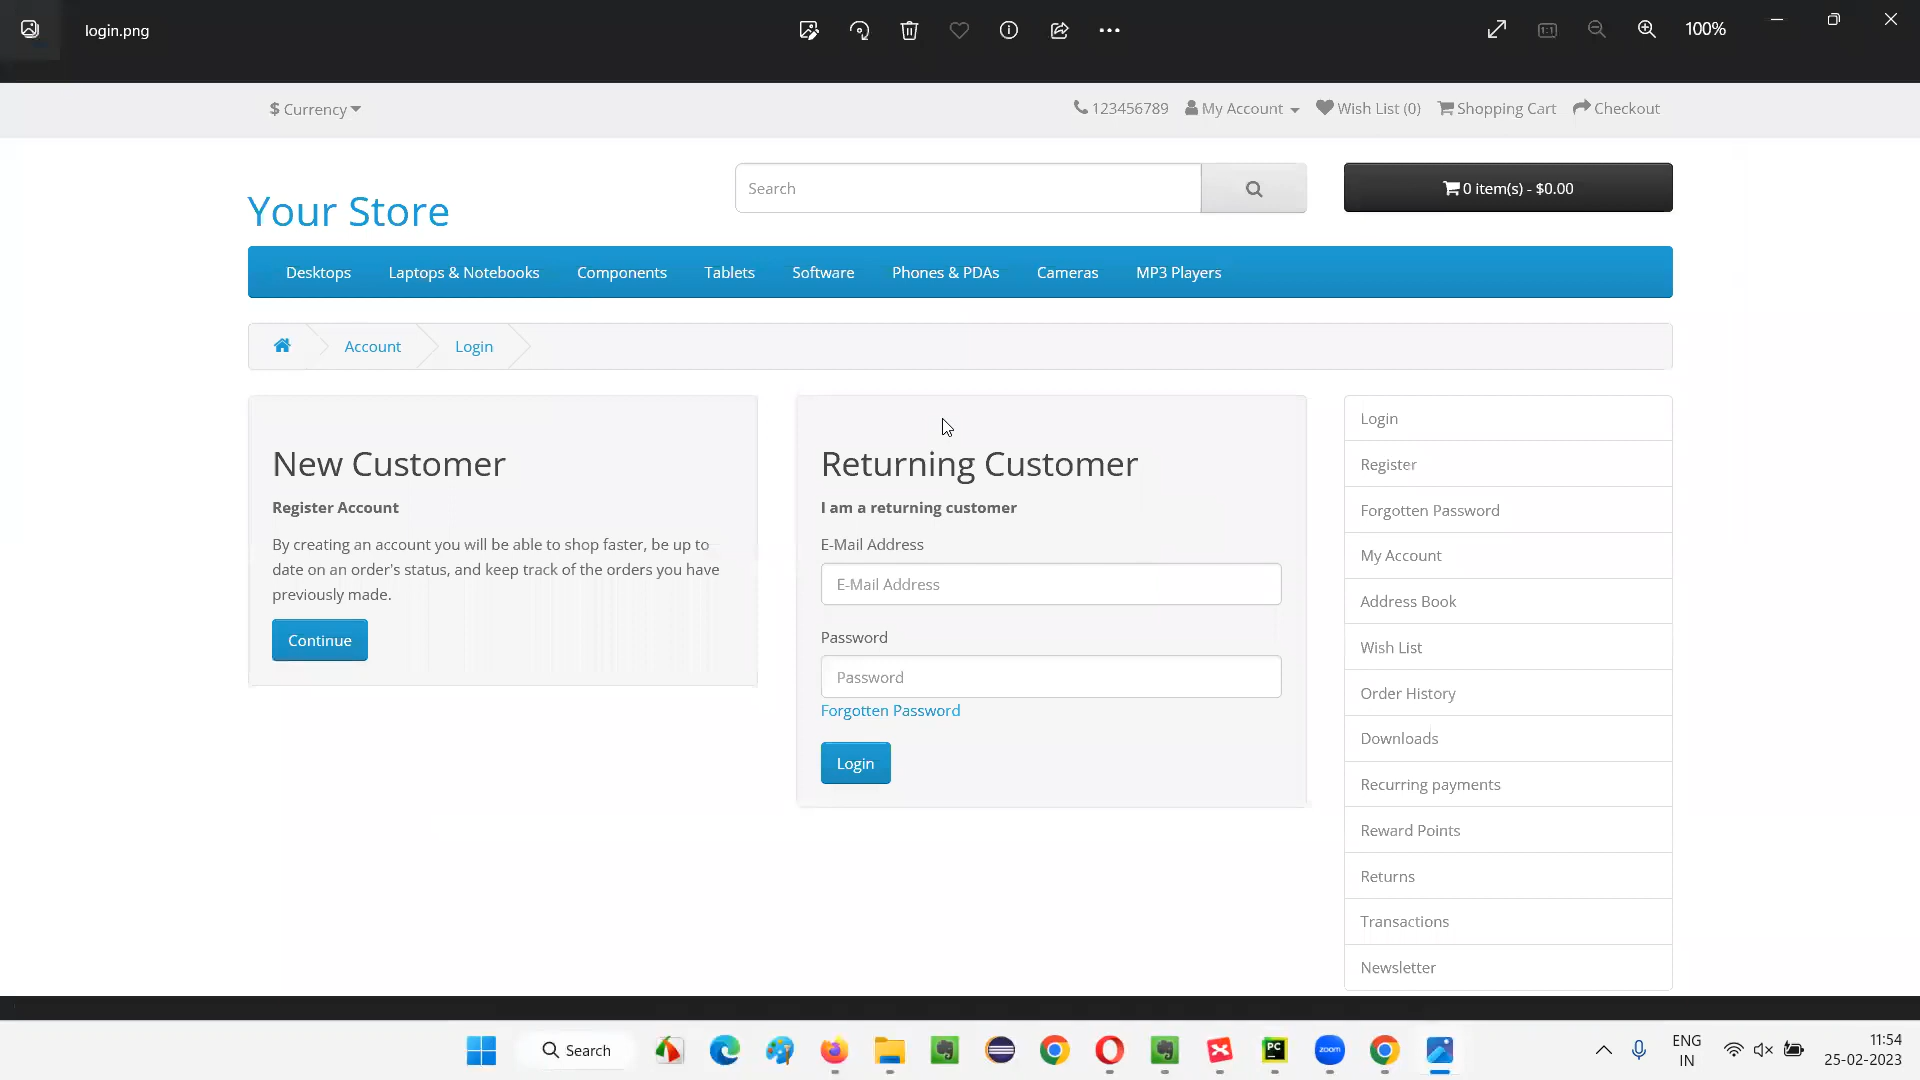 login.png
1:1
100%
$ Currency
123456789 My Account Wish List (0) Shopping Cart Checkout
Your Store
Search
0 item(s) - $0.00
Desktops Laptops & Notebooks Components Tablets Software Phones & PDAs Cameras MP3 Players
Account Login
New Customer
Register Account
By creating an account you will be able to shop faster, be up to
date on an order's status, and keep track of the orders you have
previously made.
Continue
Returning Customer
I am a returning customer
E-Mail Address
E-Mail Address
Password
Password
Forgotten Password
Login
Login
Register
Forgotten Password
My Account
Address Book
Wish List
Order History
Downloads
Recurring payments
Reward Points
Returns
Transactions
Newsletter
Search
PC
zoom
ENG
IN
11:54
25-02-2023